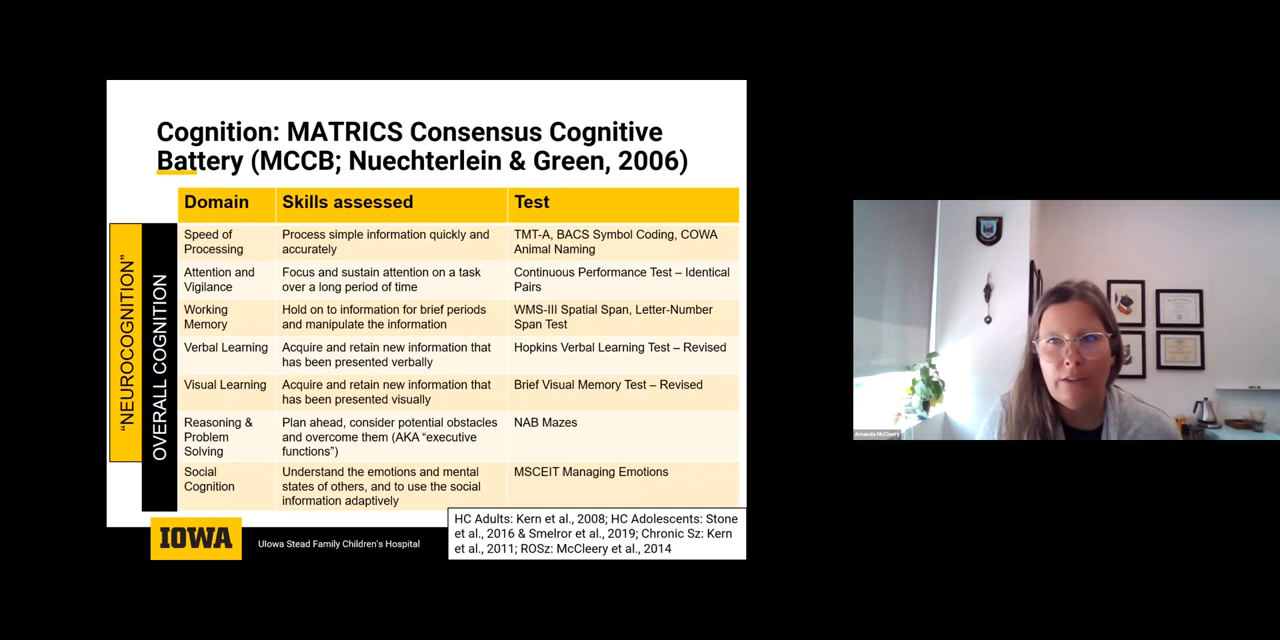 Cognition: MATRICS Consensus Cognitive
Battery (MCCB; Nuechterlein & Green, 2006)
Domain Skills assessed Test
Speed of
Processing
Process simple information quickly and
accurately
TMT-A, BACS Symbol Coding, COWA
Animal Naming
Attention and
Vigilance
Focus and sustain attention on a task
over a long period of time
Continuous Performance Test – Identical
Pairs
Working
Memory
Hold on to information for brief periods
and manipulate the information
WMS-III Spatial Span, Letter-Number
Span Test
Verbal Learning
Acquire and retain new information that
has been presented verbally
Hopkins Verbal Learning Test – Revised
Visual Learning
Acquire and retain new information that
has been presented visually
Brief Visual Memory Test – Revised
Reasoning &
Problem
Solving
Plan ahead, consider potential obstacles
and overcome them (AKA “executive
functions”)
NAB Mazes
Social
Cognition
Understand the emotions and mental
states of others, and to use the social
information adaptively
MSCEIT Managing Emotions
“NEUROCOGNITION”
OVERALL COGNITION
HC Adults: Kern et al., 2008; HC Adolescents: Stone
et al., 2016 & Smelror et al., 2019; Chronic Sz: Kern
et al., 2011; ROSz: McCleery et al., 2014
IOWA
UIowa Stead Family Children's Hospital
Amanda McCleery